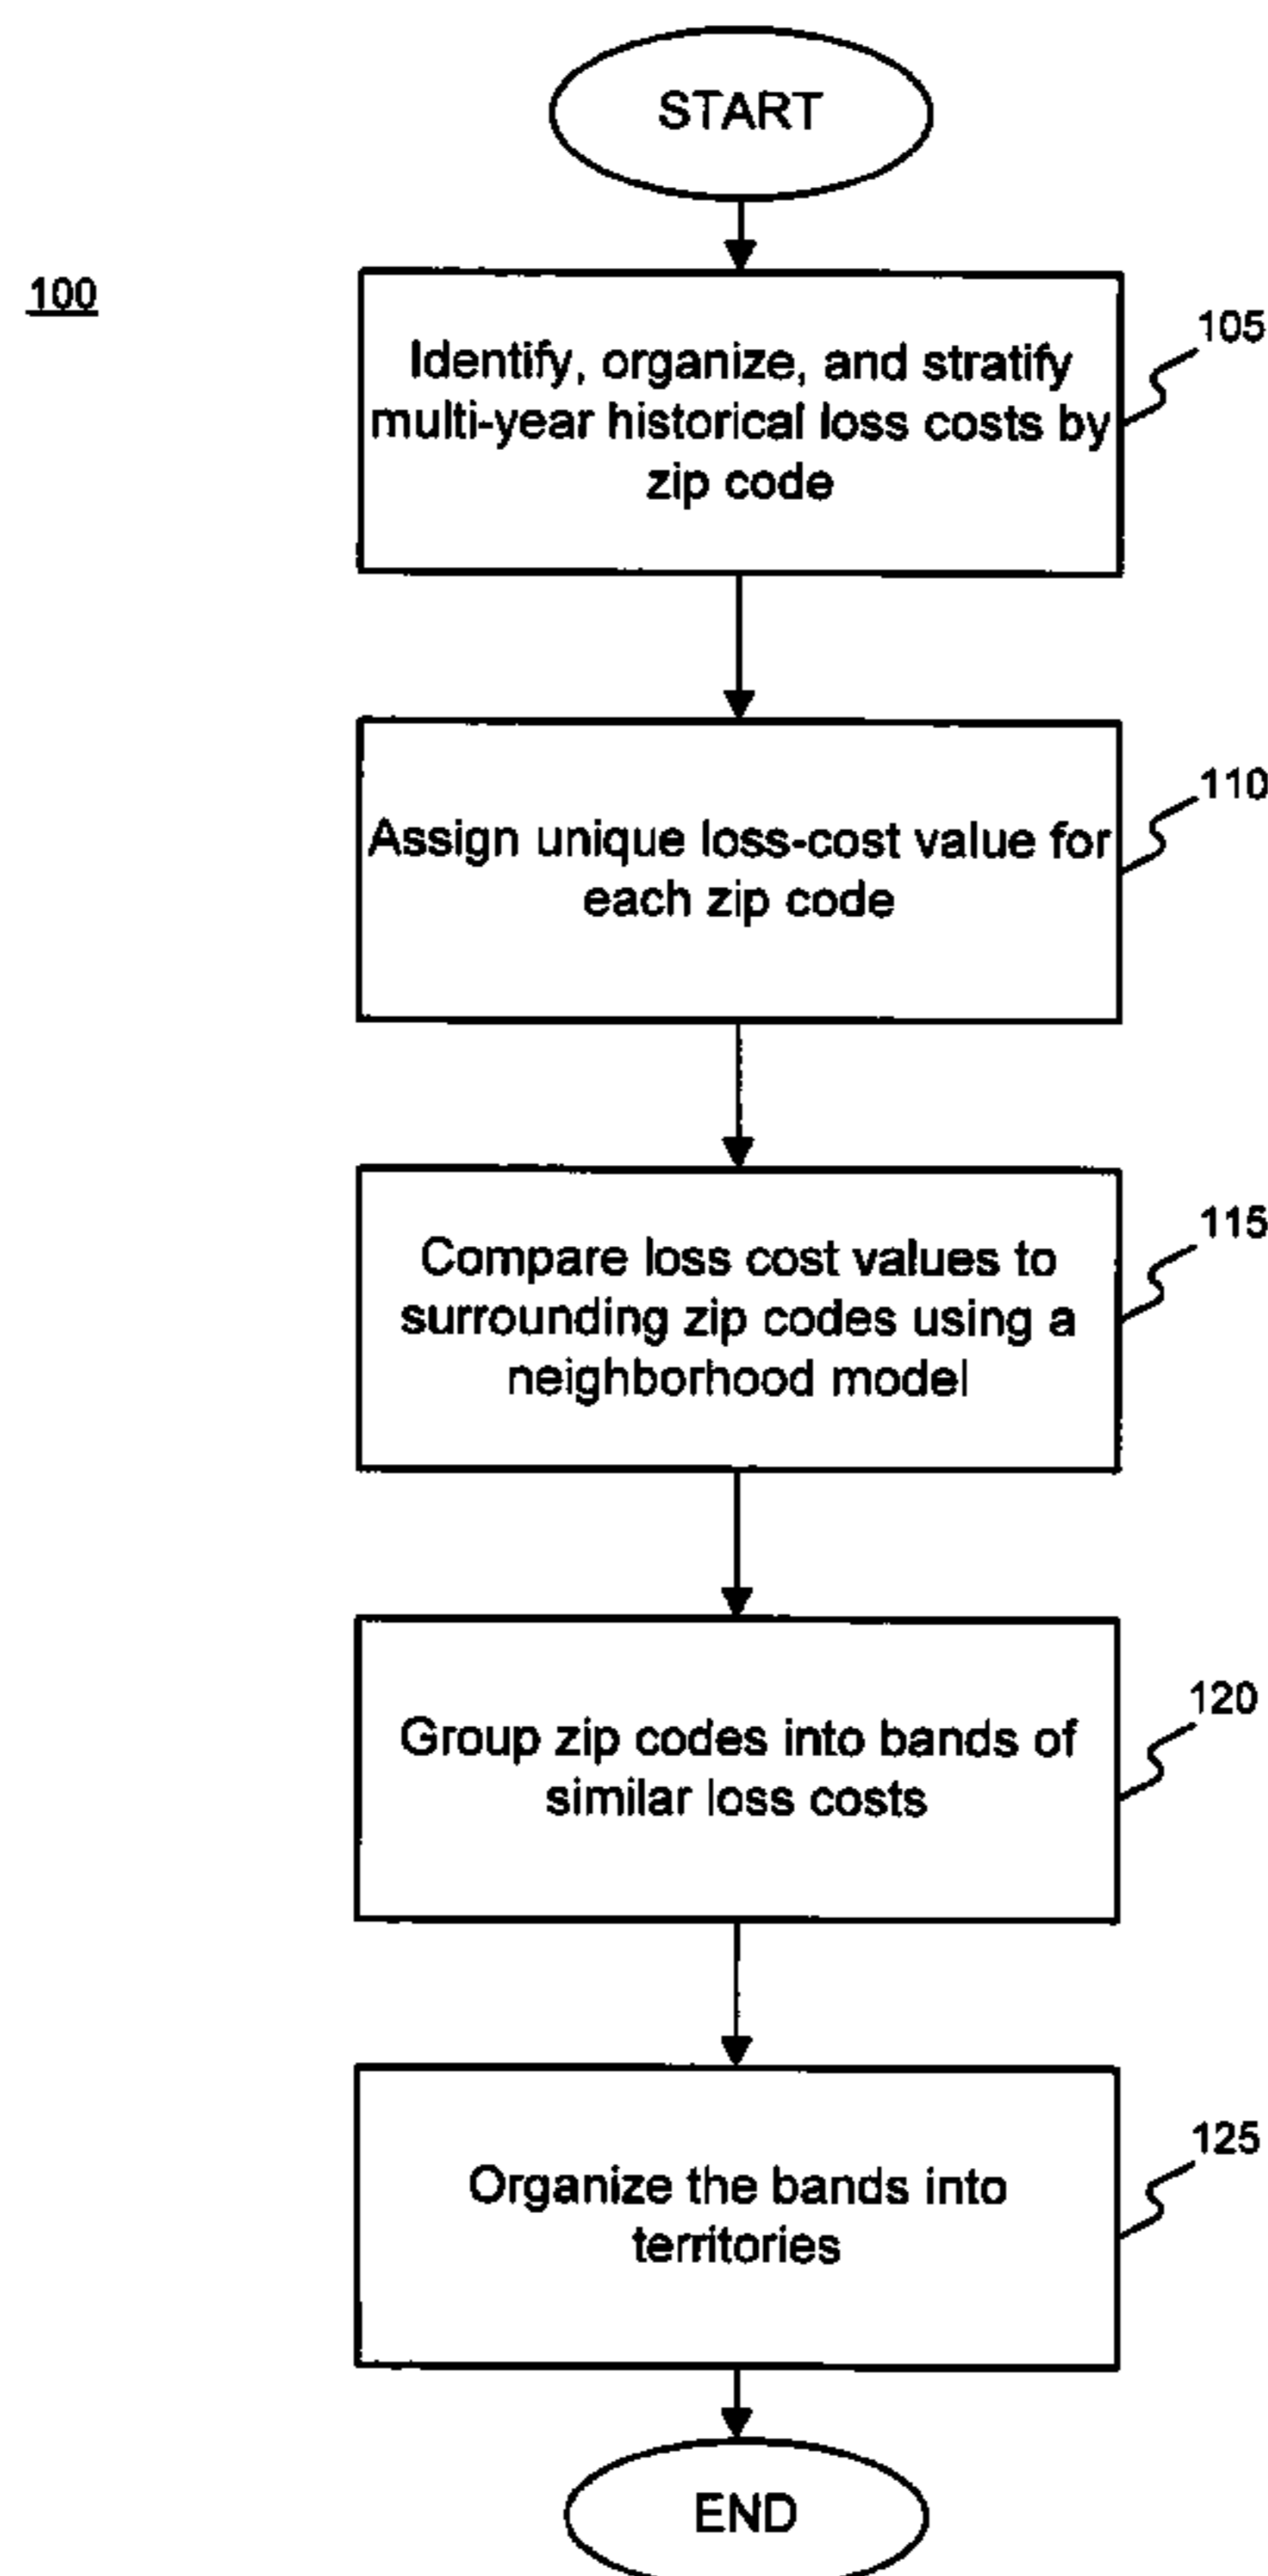 START
100
105
Identify, organize, and stratify
multi-year historical loss costs by
zip code
110
Assign unique loss-cost value for
each zip code
115
Compare loss cost values to
surrounding zip codes using a
neighborhood model
120
Group zip codes into bands of
similar loss costs
125
Organize the bands into
territories
END